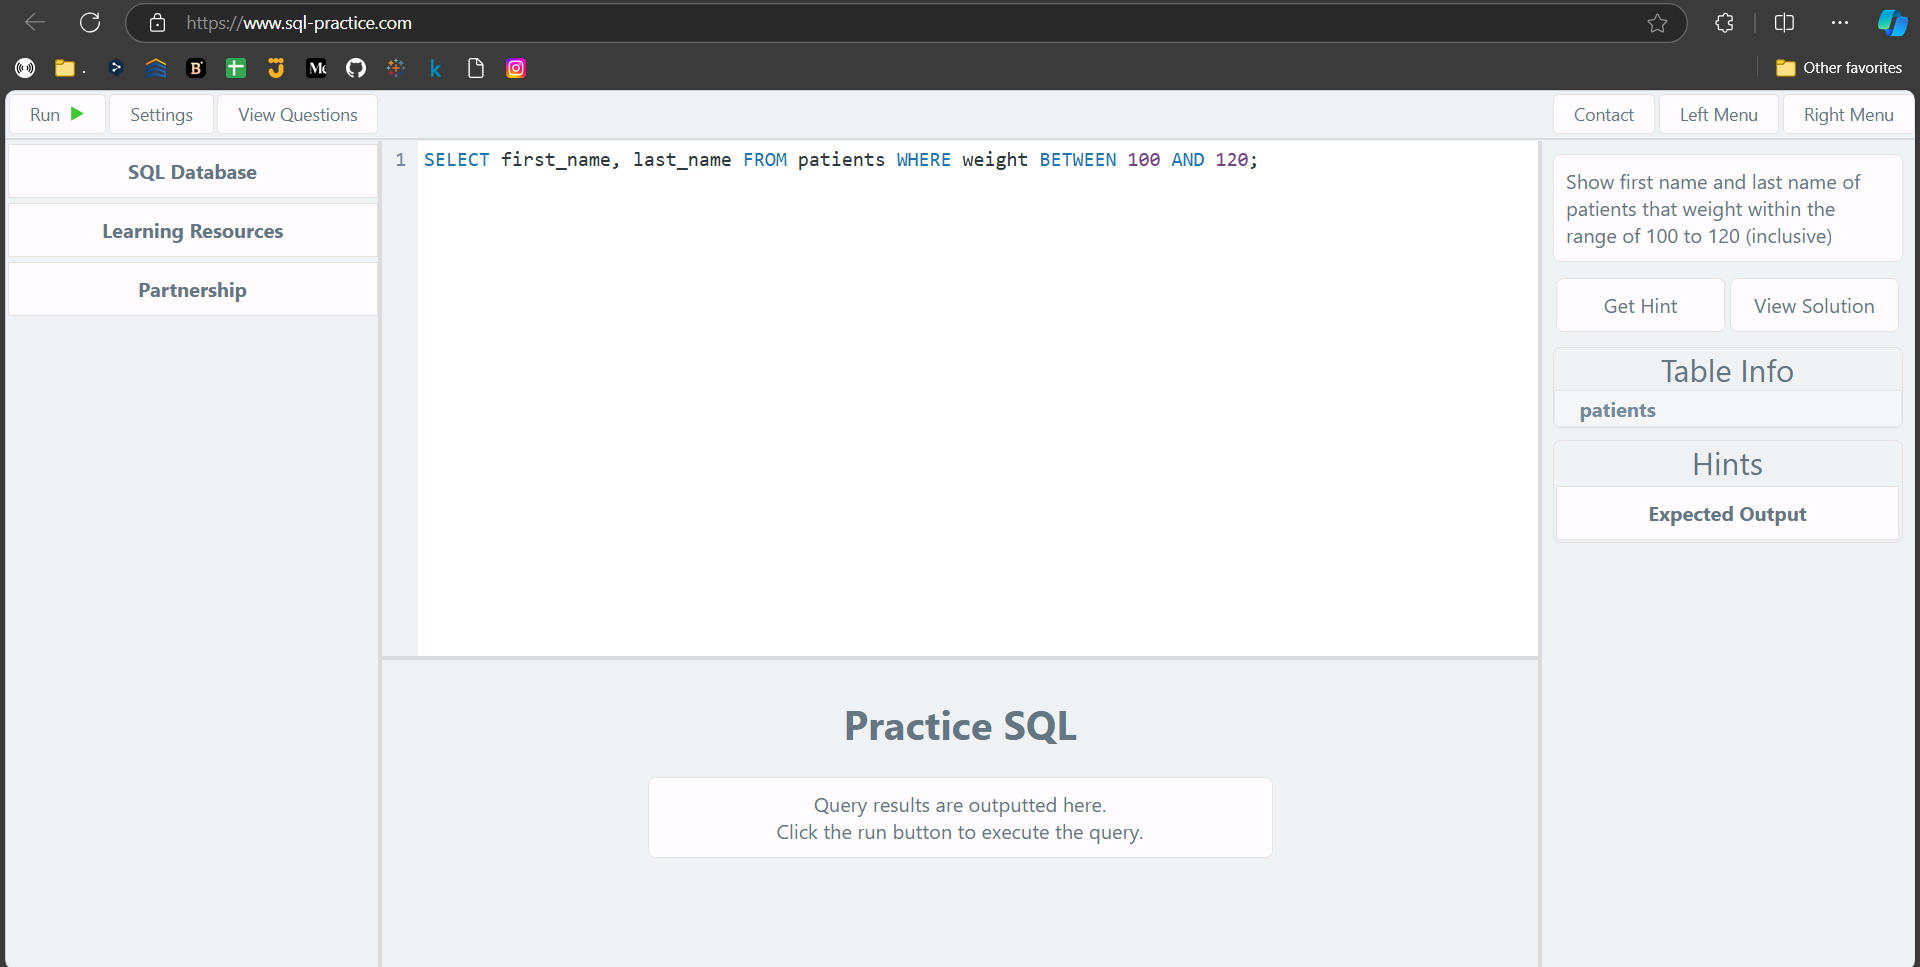 https://www.sql-practice.com
.
B
Me
k
Other favorites
Run
Settings
View Questions
Contact
Left Menu
Right Menu
SQL Database
Learning Resources
Partnership
1
SELECT first_name, last_name FROM patients WHERE weight BETWEEN 100 AND 120;
Show first name and last name of
patients that weight within the
range of 100 to 120 (inclusive)
Get Hint
View Solution
Table Info
patients
Hints
Expected Output
Practice SQL
Query results are outputted here.
Click the run button to execute the query.